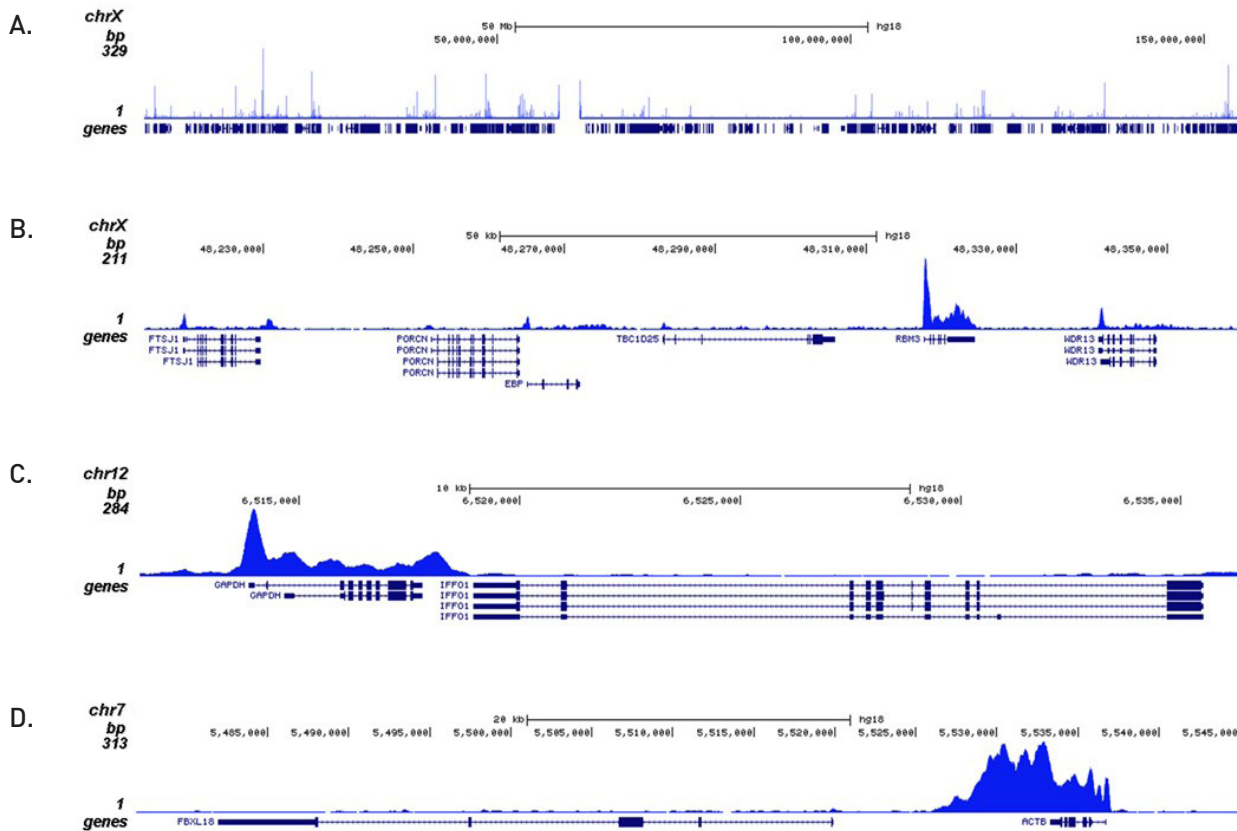 A.
chrX
bp
329
1
genes
50 Mb hg18
50,000,000 100,000,000 150,000,000
B.
chrX
bp
211
1
genes
50 kb hg18
48,230,000 48,250,000 48,270,000 48,290,000 48,310,000 48,330,000 48,350,000
FTSJ1 PORCN TBC1D25 RBM3 WDR13
FTSJ1 PORCN WDR13
FTSJ1 PORCN WDR13
PORCN
EBP
C.
chr12
bp
284
1
genes
10 kb hg18
6,515,000 6,520,000 6,525,000 6,530,000 6,535,000
GAPDH IFFO1
GAPDH IFFO1
IFFO1
IFFO1
D.
chr7
bp
313
1
genes
20 kb hg18
5,485,000 5,490,000 5,495,000 5,500,000 5,505,000 5,510,000 5,515,000 5,520,000 5,525,000 5,530,000 5,535,000 5,540,000 5,545,000
FBXL18 ACTB